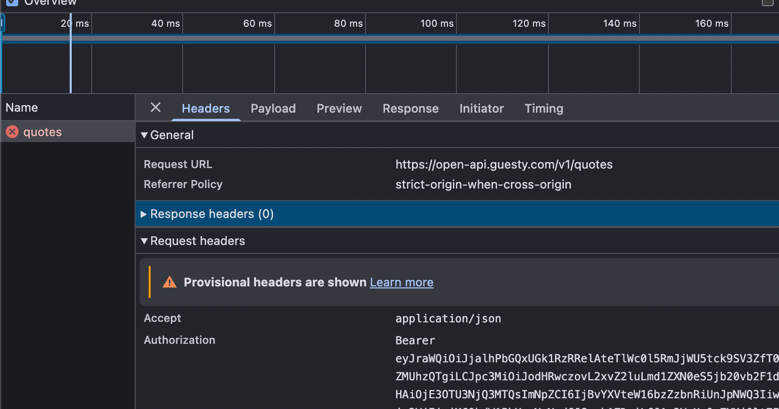 Overview
20 ms 40 ms 60 ms 80 ms 100 ms 120 ms 140 ms 160 ms
Name Headers Payload Preview Response Initiator Timing
quotes General
Request URL https://open-api.guesty.com/v1/quotes
Referrer Policy strict-origin-when-cross-origin
Response headers (0)
Request headers
Provisional headers are shown Learn more
Accept application/json
Authorization Bearer